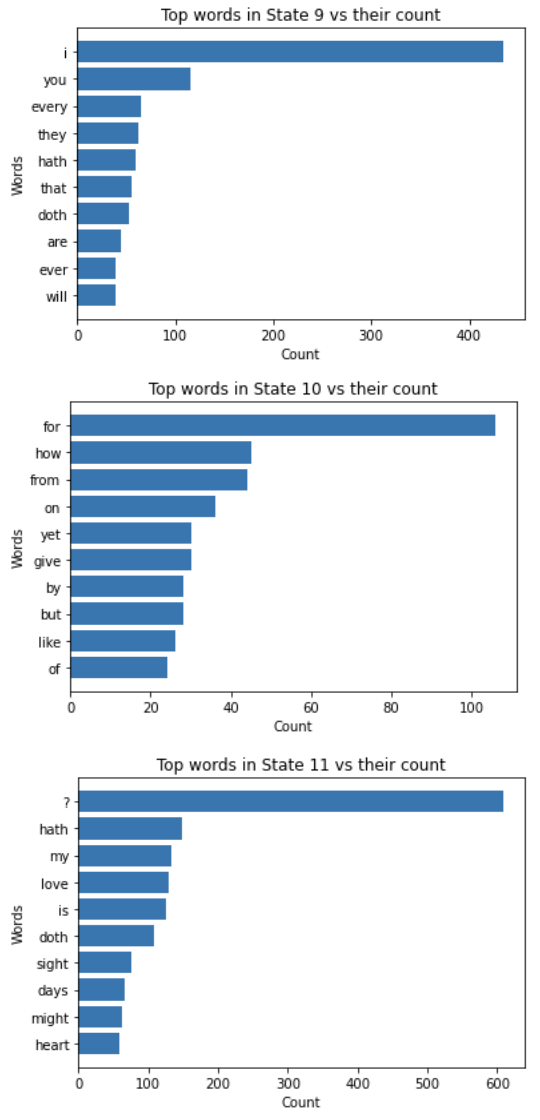 Top words in State 9 vs their count
i
you
every
they
hath
that
doth
are
ever
will
Words
0 100 200 300 400
Count
Top words in State 10 vs their count
for
how
from
on
yet
give
by
but
like
of
Words
0 20 40 60 80 100
Count
Top words in State 11 vs their count
?
hath
my
love
is
doth
sight
days
might
heart
Words
0 100 200 300 400 500 600
Count